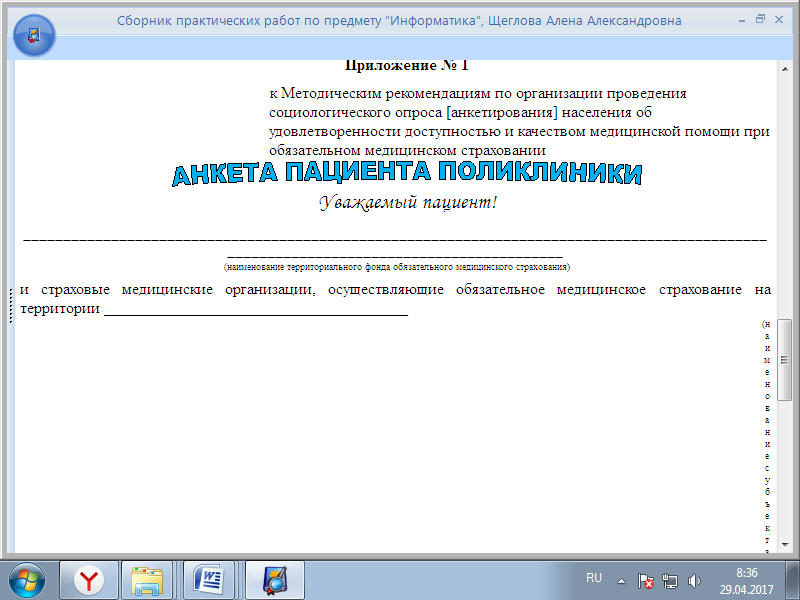 Сборник практических работ по предмету "Информатика", Щеглова Алена Александровна
Приложение № 1
к Методическим рекомендациям по организации проведения
социологического опроса [анкетирования] населения об
удовлетворенности доступностью и качеством медицинской помощи при
обязательном медицинском страховании
АНКЕТА ПАЦИЕНТА ПОЛИКЛИНИКИ
Уважаемый пациент!
(наименование территориального фонда обязательного медицинского страхования)
и страховые медицинские организации, осуществляющие обязательное медицинское страхование на
территории
(наименование субъекта
RU
8:36
29.04.2017